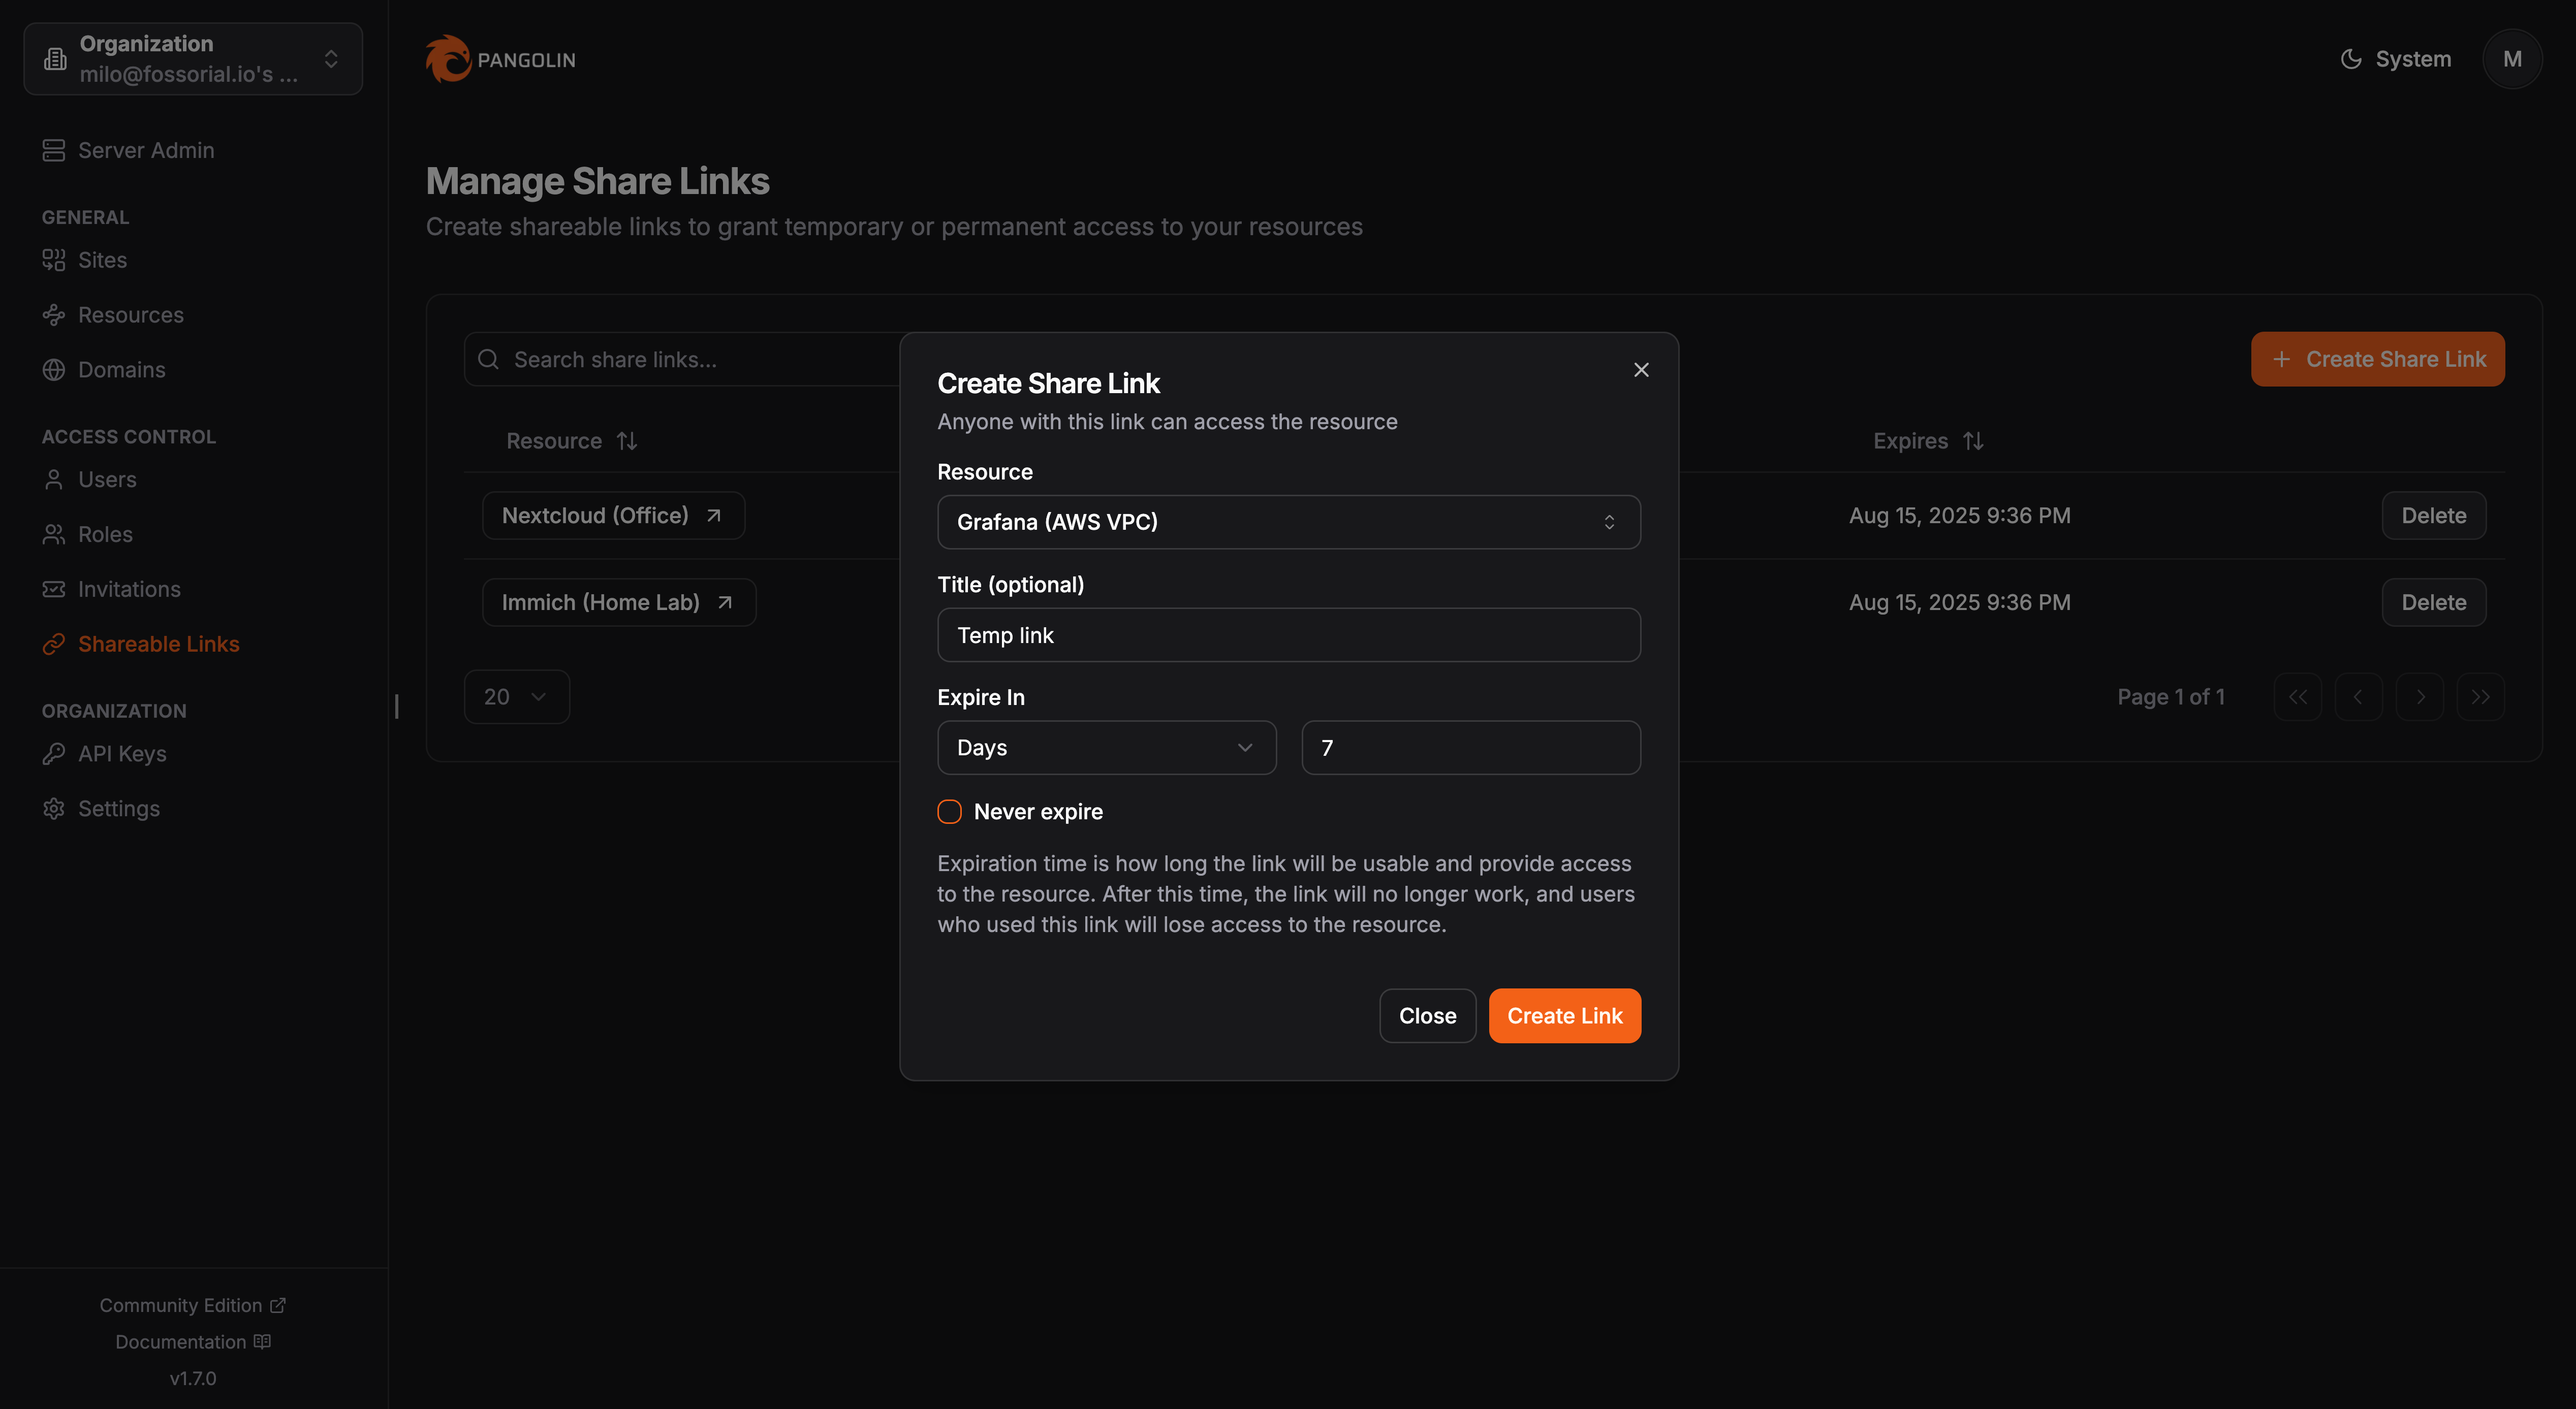 Organization
milo@fossorial.io's ...
Server Admin
GENERAL
Sites
Resources
Domains
ACCESS CONTROL
Users
Roles
Invitations
Shareable Links
ORGANIZATION
API Keys
Settings
Community Edition
Documentation
v1.7.0
PANGOLIN
System
M
Manage Share Links
Create shareable links to grant temporary or permanent access to your resources
Search share links...
Create Share Link
Resource
Expires
Nextcloud (Office)
Aug 15, 2025 9:36 PM
Delete
Immich (Home Lab)
Aug 15, 2025 9:36 PM
Delete
20
Page 1 of 1
Create Share Link
Anyone with this link can access the resource
Resource
Grafana (AWS VPC)
Title (optional)
Temp link
Expire In
Days
7
Never expire
Expiration time is how long the link will be usable and provide access
to the resource. After this time, the link will no longer work, and users
who used this link will lose access to the resource.
Close
Create Link